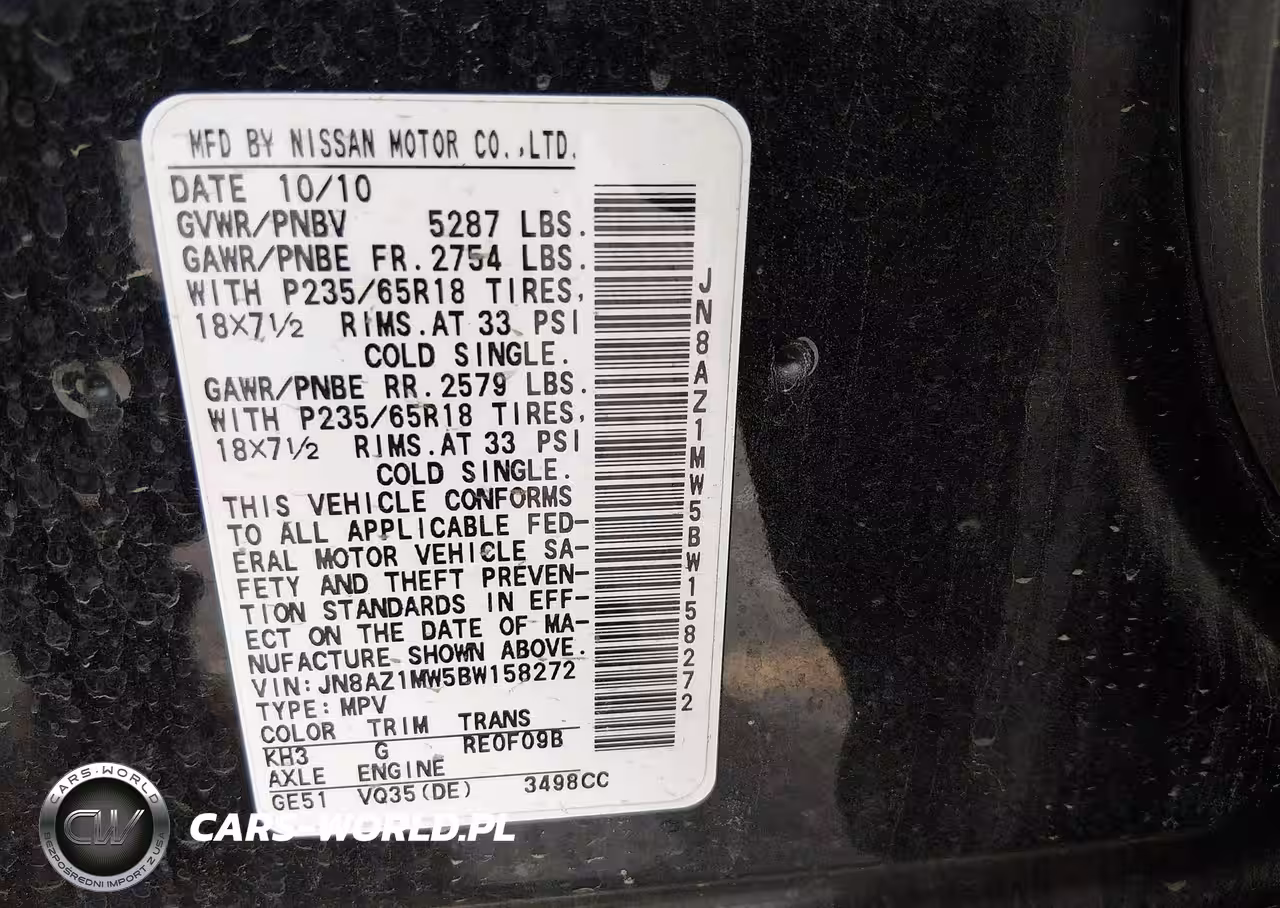 MFD BY NISSAN MOTOR CO.,LTD.
DATE 10/10
GVWR/PNBV 5287 LBS.
GAWR/PNBE FR. 2754 LBS.
WITH P235/65R18 TIRES,
18X7½ RIMS. AT 33 PSI
COLD SINGLE.
GAWR/PNBE RR. 2579 LBS.
WITH P235/65R18 TIRES,
18X7½ RIMS. AT 33 PSI
COLD SINGLE.
THIS VEHICLE CONFORMS
TO ALL APPLICABLE FED-
ERAL MOTOR VEHICLE SA-
FETY AND THEFT PREVEN-
TION STANDARDS IN EFF-
ECT ON THE DATE OF MA-
NUFACTURE SHOWN ABOVE.
VIN: JN8AZ1MW5BW158272
TYPE: MPV
COLOR TRIM TRANS
KH3 G RE0F09B
AXLE ENGINE
GE51 VQ35(DE) 3498CC
JN8AZ1MW5BW158272
CARS-WORLD
CW
BEZPOŚREDNI IMPORT Z USA
CARS-WORLD.PL